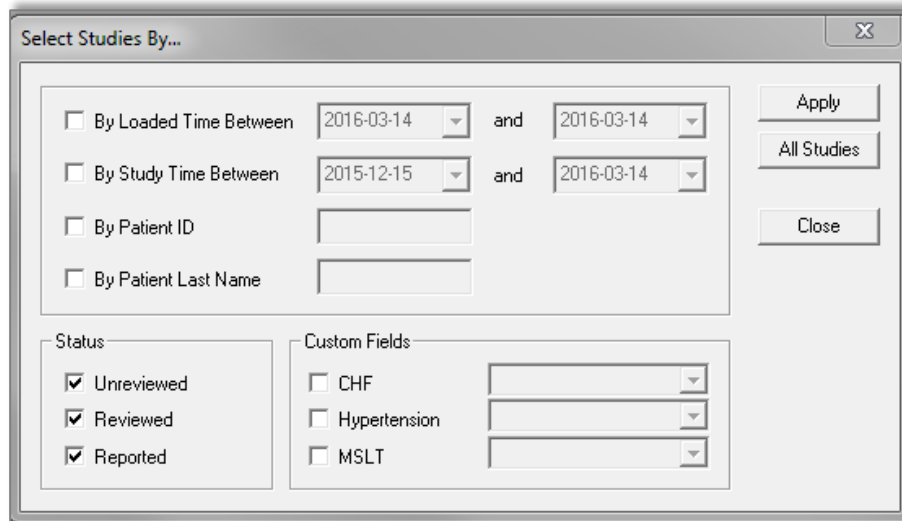 Select Studies By...
By Loaded Time Between 2016-03-14 and 2016-03-14
By Study Time Between 2015-12-15 and 2016-03-14
By Patient ID
By Patient Last Name
Apply
All Studies
Close
Status
Unreviewed
Reviewed
Reported
Custom Fields
CHF
Hypertension
MSLT